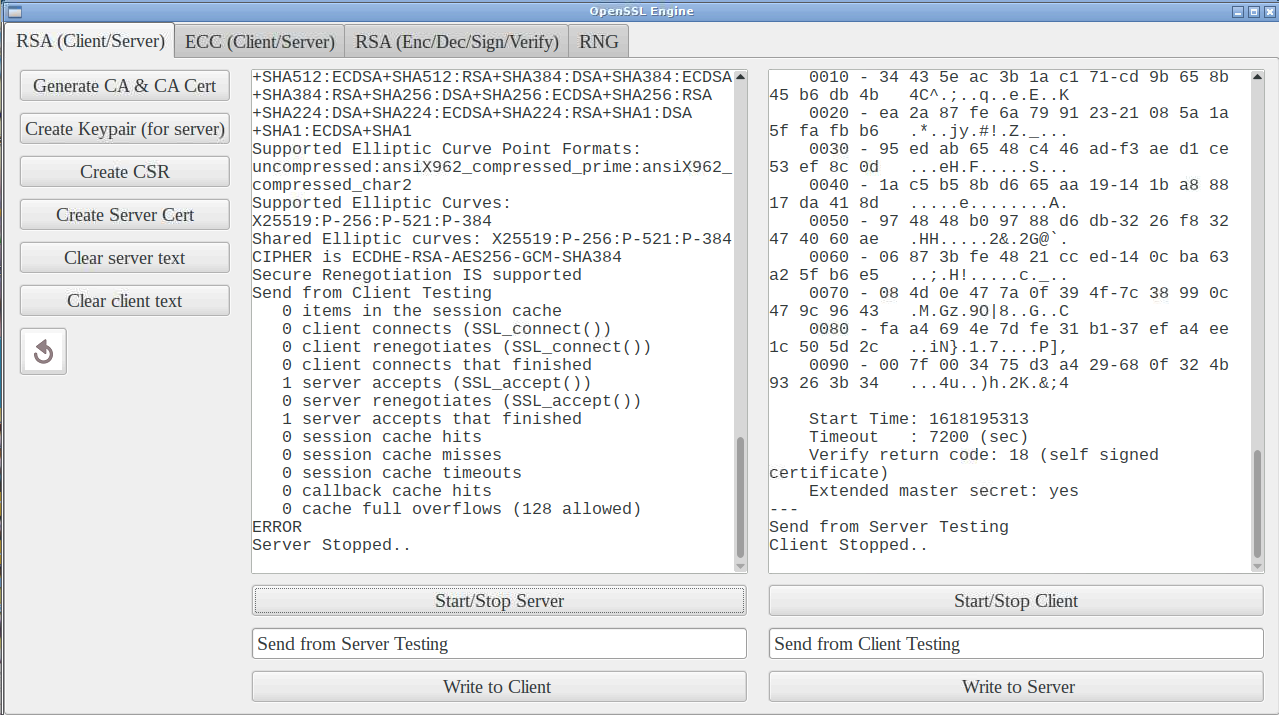 OpenSSL Engine
RSA (Client/Server)
ECC (Client/Server)
RSA (Enc/Dec/Sign/Verify)
RNG
Generate CA & CA Cert
Create Keypair (for server)
Create CSR
Create Server Cert
Clear server text
Clear client text
+SHA512:ECDSA+SHA512:RSA+SHA384:DSA+SHA384:ECDSA
+SHA384:RSA+SHA256:DSA+SHA256:ECDSA+SHA256:RSA
+SHA224:DSA+SHA224:ECDSA+SHA224:RSA+SHA1:DSA
+SHA1:ECDSA+SHA1
Supported Elliptic Curve Point Formats:
uncompressed:ansiX962_compressed_prime:ansiX962_
compressed_char2
Supported Elliptic Curves:
X25519:P-256:P-521:P-384
Shared Elliptic curves: X25519:P-256:P-521:P-384
CIPHER is ECDHE-RSA-AES256-GCM-SHA384
Secure Renegotiation IS supported
Send from Client Testing
   0 items in the session cache
   0 client connects (SSL_connect())
   0 client renegotiates (SSL_connect())
   0 client connects that finished
   1 server accepts (SSL_accept())
   0 server renegotiates (SSL_accept())
   1 server accepts that finished
   0 session cache hits
   0 session cache misses
   0 session cache timeouts
   0 callback cache hits
   0 cache full overflows (128 allowed)
ERROR
Server Stopped..
Start/Stop Server
Send from Server Testing
Write to Client
    0010 - 34 43 5e ac 3b 1a c1 71-cd 9b 65 8b
45 b6 db 4b   4C^.;..q..e.E..K
    0020 - ea 2a 87 fe 6a 79 91 23-21 08 5a 1a
5f fa fb b6   .*..jy.#!.Z._...
    0030 - 95 ed ab 65 48 c4 46 ad-f3 ae d1 ce
53 ef 8c 0d   ...eH.F.....S...
    0040 - 1a c5 b5 8b d6 65 aa 19-14 1b a8 88
17 da 41 8d   .....e........A.
    0050 - 97 48 48 b0 97 88 d6 db-32 26 f8 32
47 40 60 ae   .HH.....2&.2G@`.
    0060 - 06 87 3b fe 48 21 cc ed-14 0c ba 63
a2 5f b6 e5   ..;.H!.....c._..
    0070 - 08 4d 0e 47 7a 0f 39 4f-7c 38 99 0c
47 9c 96 43   .M.Gz.9O|8..G..C
    0080 - fa a4 69 4e 7d fe 31 b1-37 ef a4 ee
1c 50 5d 2c   ..iN}.1.7....P],
    0090 - 00 7f 00 34 75 d3 a4 29-68 0f 32 4b
93 26 3b 34   ...4u..)h.2K.&;4
    Start Time: 1618195313
    Timeout   : 7200 (sec)
    Verify return code: 18 (self signed
certificate)
    Extended master secret: yes
---
Send from Server Testing
Client Stopped..
Start/Stop Client
Send from Client Testing
Write to Server